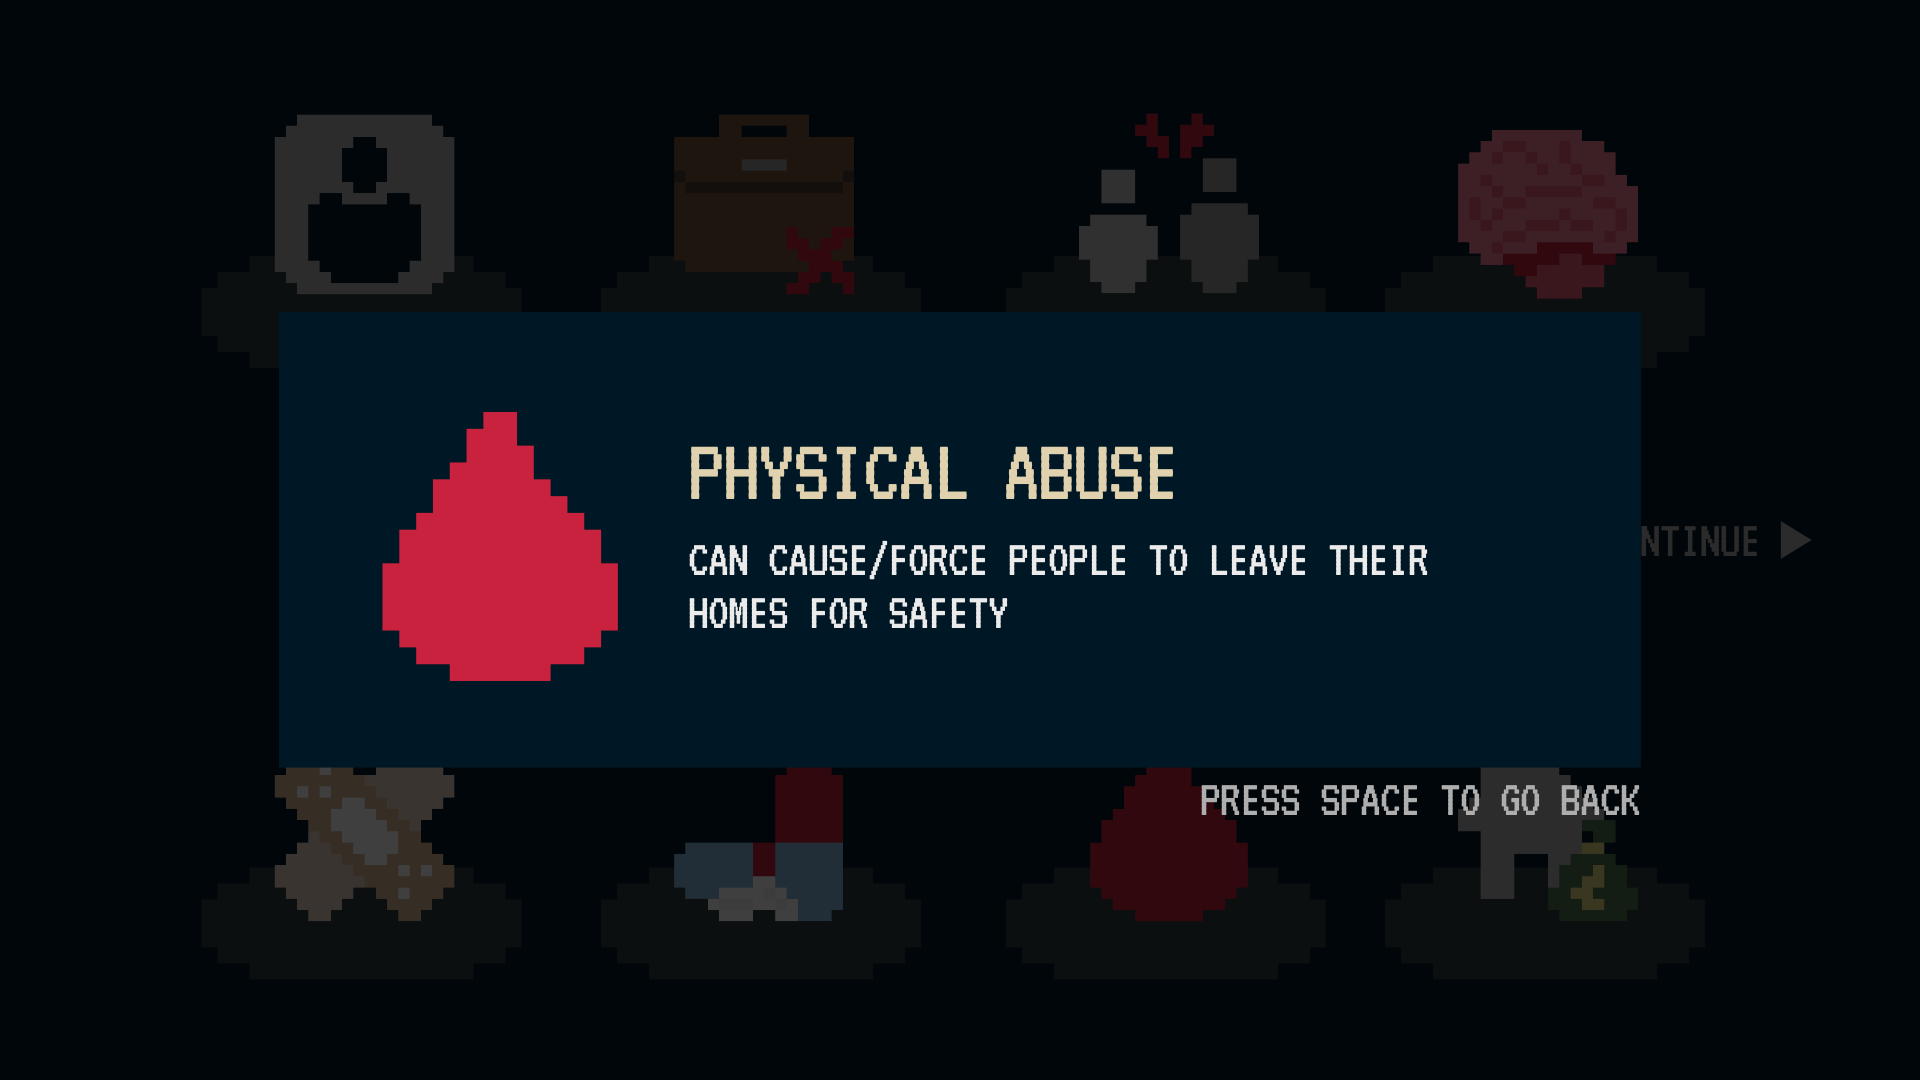 PHYSICAL ABUSE
CAN CAUSE/FORCE PEOPLE TO LEAVE THEIR
HOMES FOR SAFETY
NTINUE
PRESS SPACE TO GO BACK